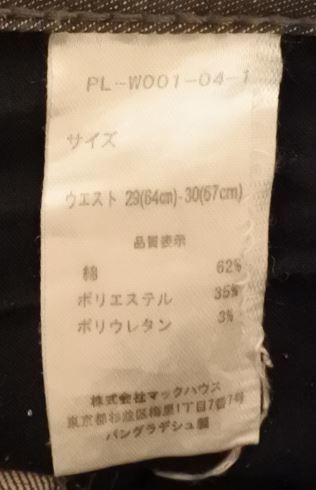 PL-W001-04-1
サイズ
ウエスト 29(64cm)-30(67cm)
品質表示
綿 62%
ポリエステル 35%
ポリウレタン 3%
株式会社マックハウス
東京都杉並区梅里1丁目7番7号
バングラデシュ製